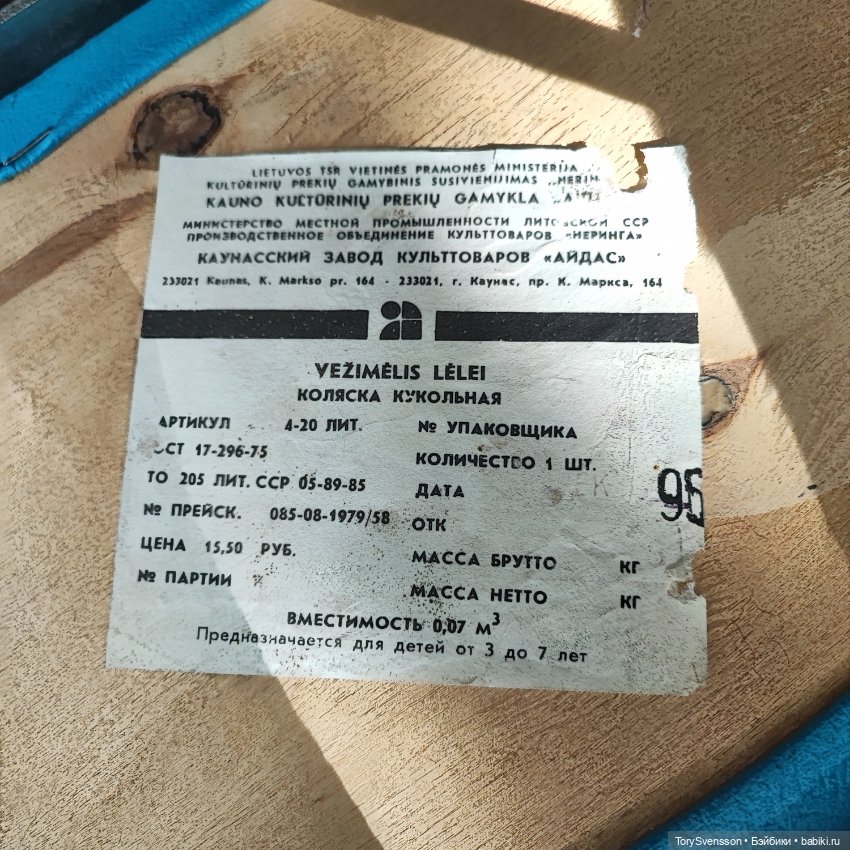 LIETUVOS TSR VIETINĖS PRAMONĖS MINISTERIJA
KULTŪRINIŲ PREKIŲ GAMYBINIS SUSIVIENIJIMAS „NERIN
KAUNO KULTŪRINIŲ PREKIŲ GAMYKLA
МИНИСТЕРСТВО МЕСТНОЙ ПРОМЫШЛЕННОСТИ ЛИТОВСКОЙ ССР
ПРОИЗВОДСТВЕННОЕ ОБЪЕДИНЕНИЕ КУЛЬТТОВАРОВ «НЕРИНГА»
КАУНАССКИЙ ЗАВОД КУЛЬТТОВАРОВ «АЙДАС»
233021 Kaunas, K. Markso pr. 164 - 233021, г. Каунас, пр. К. Маркса, 164
VEŽIMĖLIS LĖLEI
КОЛЯСКА КУКОЛЬНАЯ
АРТИКУЛ 4-20 ЛИТ.
ОСТ 17-296-75
ТО 205 ЛИТ. ССР 05-89-85
№ ПРЕЙСК. 085-08-1979/58
ЦЕНА 15,50 РУБ.
№ ПАРТИИ
№ УПАКОВЩИКА
КОЛИЧЕСТВО 1 ШТ.
ДАТА
ОТК
МАССА БРУТТО КГ
МАССА НЕТТО КГ
ВМЕСТИМОСТЬ 0,07 м³
Предназначается для детей от 3 до 7 лет
TorySvensson • Бэйбики • babiki.ru